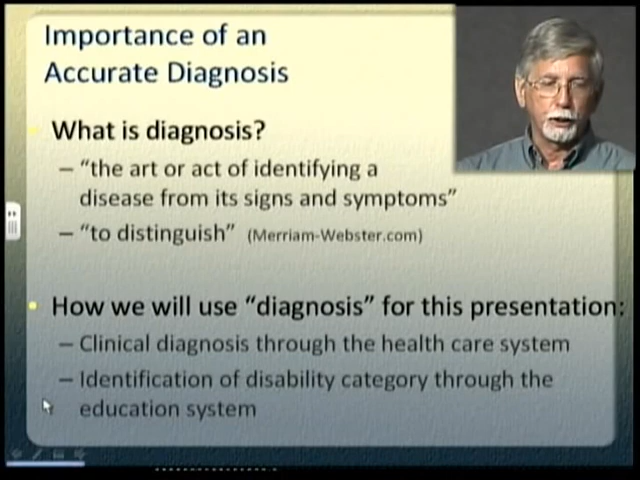 Importance of an
Accurate Diagnosis
What is diagnosis?
– “the art or act of identifying a
disease from its signs and symptoms”
– “to distinguish” (Merriam-Webster.com)
How we will use “diagnosis” for this presentation:
– Clinical diagnosis through the health care system
– Identification of disability category through the
education system